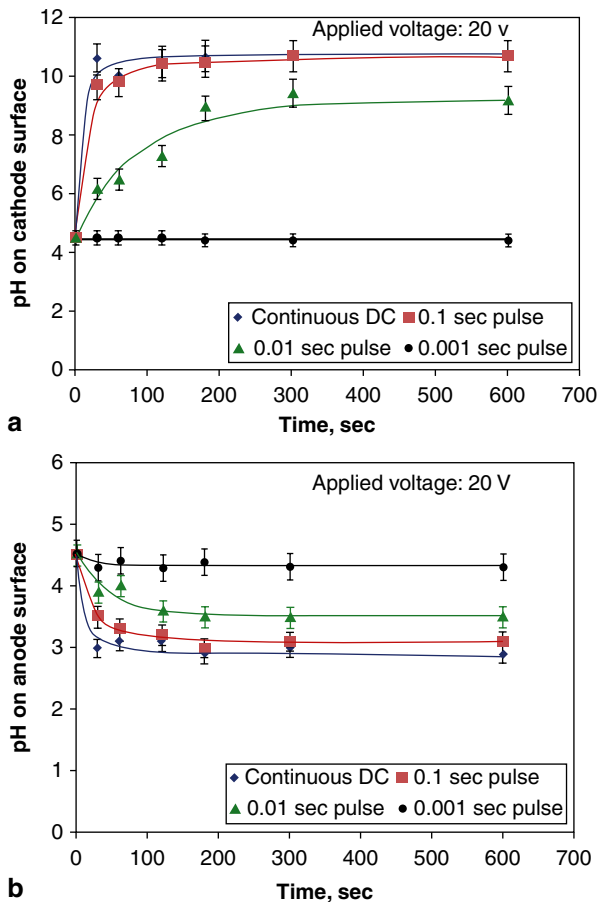 12
10
8
6
4
2
0
pH on cathode surface
Applied voltage: 20 v
Continuous DC 0.1 sec pulse
0.01 sec pulse 0.001 sec pulse
0 100 200 300 400 500 600 700
a Time, sec
6
5
4
3
2
1
0
pH on anode surface
Applied voltage: 20 V
Continuous DC 0.1 sec pulse
0.01 sec pulse 0.001 sec pulse
0 100 200 300 400 500 600 700
b Time, sec